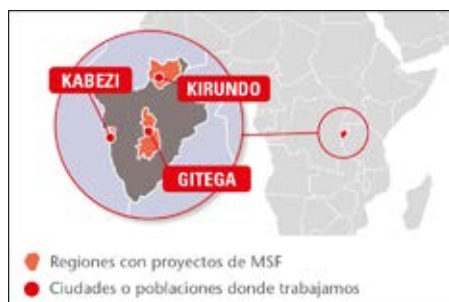 KABEZI
KIRUNDO
GITEGA
Regiones con proyectos de MSF
Ciudades o poblaciones donde trabajamos